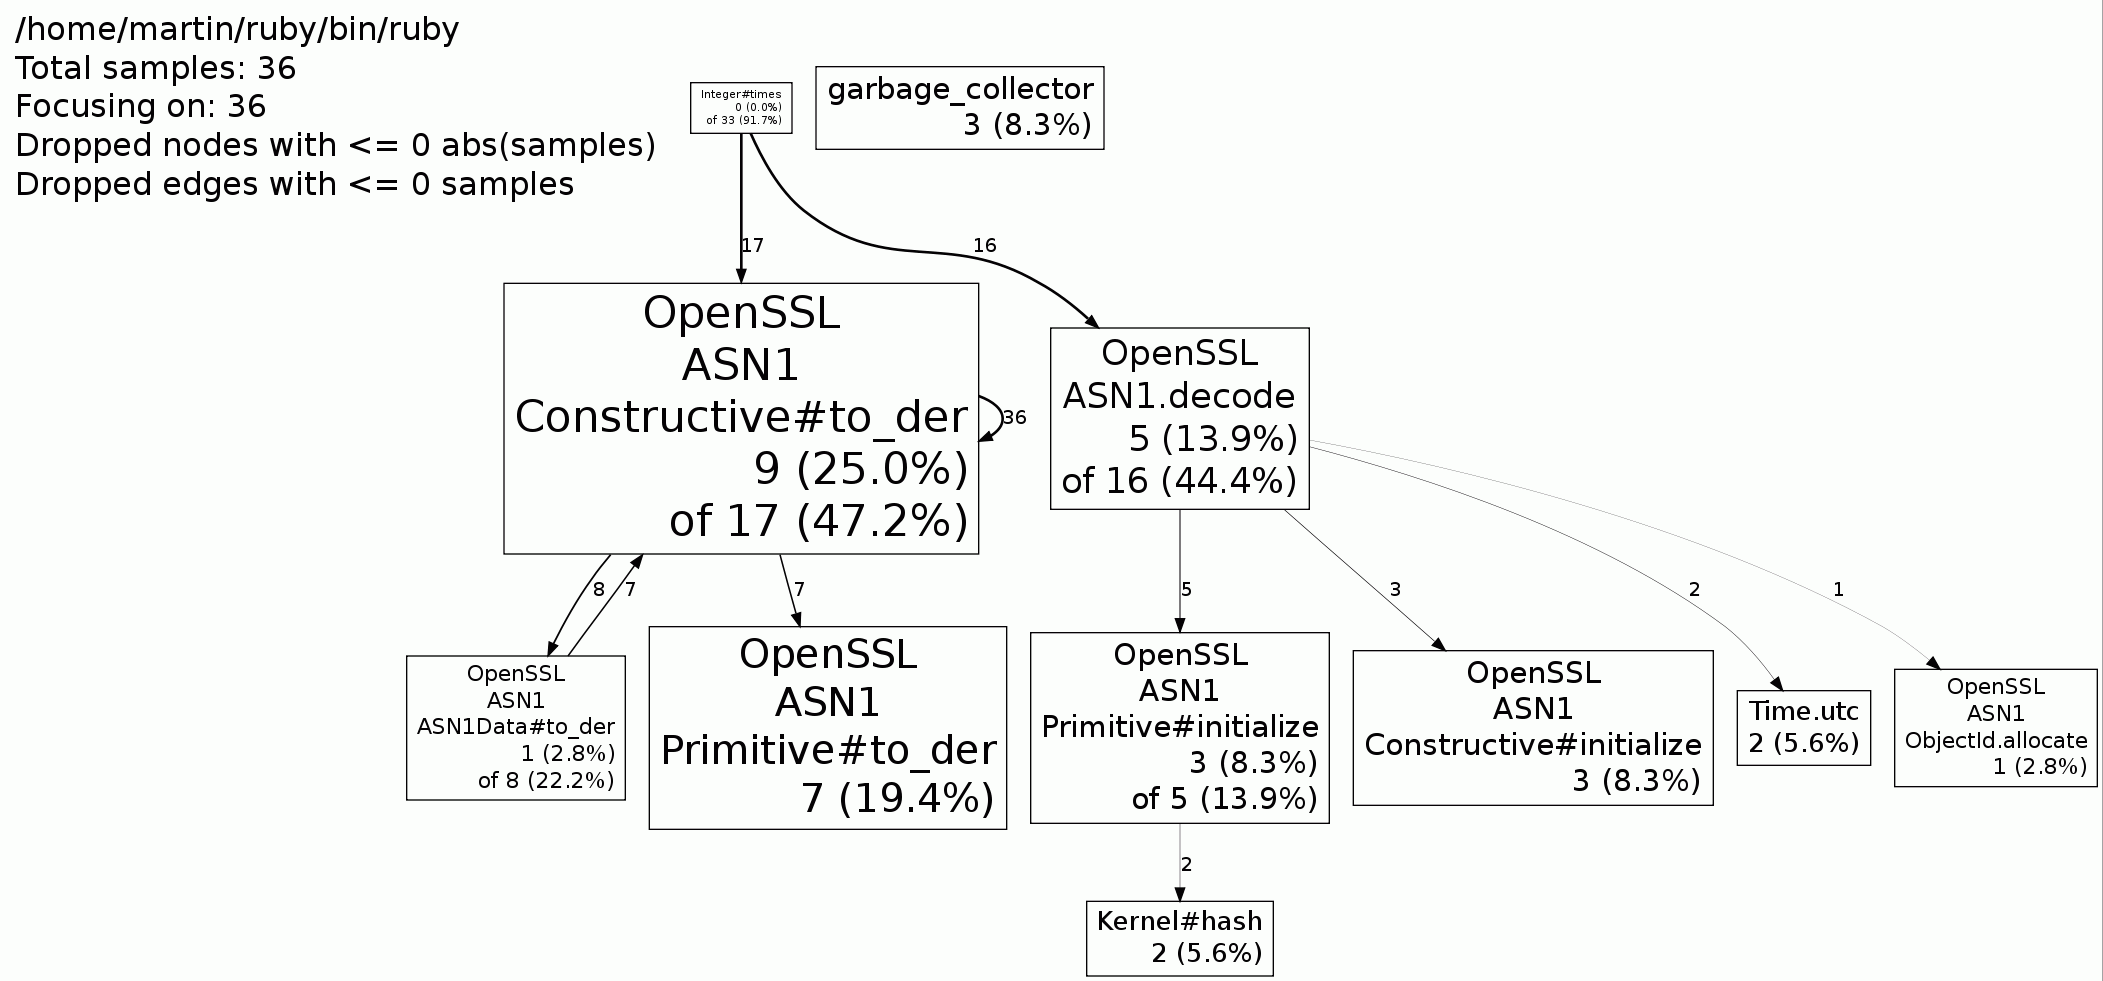 /home/martin/ruby/bin/ruby
Total samples: 36
Focusing on: 36
Dropped nodes with <= 0 abs(samples)
Dropped edges with <= 0 samples
Integer#times
0 (0.0%)
of 33 (91.7%)
garbage_collector
3 (8.3%)
17
16
OpenSSL
ASN1
Constructive#to_der
9 (25.0%)
of 17 (47.2%)
36
OpenSSL
ASN1.decode
5 (13.9%)
of 16 (44.4%)
8
7
7
5
3
2
1
OpenSSL
ASN1
ASN1Data#to_der
1 (2.8%)
of 8 (22.2%)
OpenSSL
ASN1
Primitive#to_der
7 (19.4%)
OpenSSL
ASN1
Primitive#initialize
3 (8.3%)
of 5 (13.9%)
OpenSSL
ASN1
Constructive#initialize
3 (8.3%)
Time.utc
2 (5.6%)
OpenSSL
ASN1
ObjectId.allocate
1 (2.8%)
2
Kernel#hash
2 (5.6%)